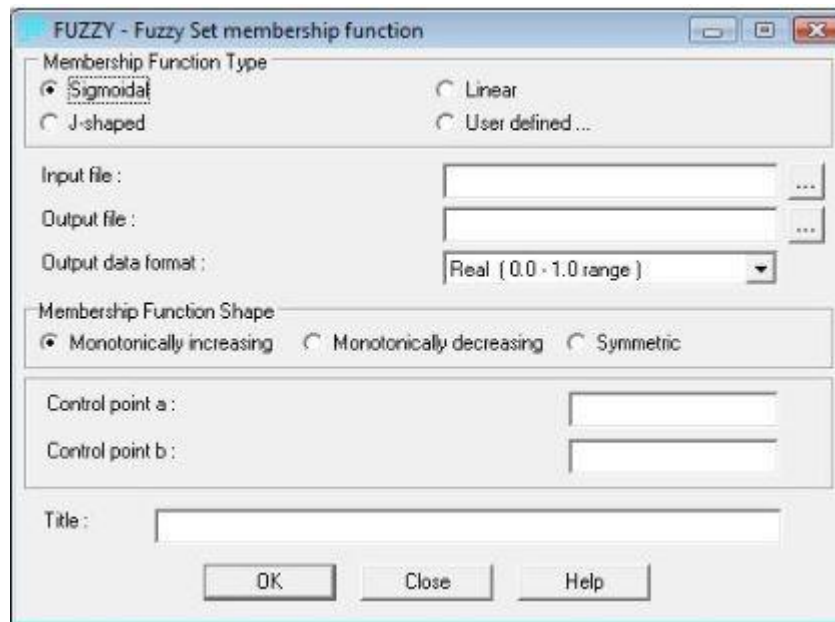 FUZZY - Fuzzy Set membership function
Membership Function Type
Sigmoidal Linear
J-shaped User defined ...
Input file : ...
Output file : ...
Output data format : Real ( 0.0 - 1.0 range )
Membership Function Shape
Monotonically increasing Monotonically decreasing Symmetric
Control point a :
Control point b :
Title :
OK Close Help